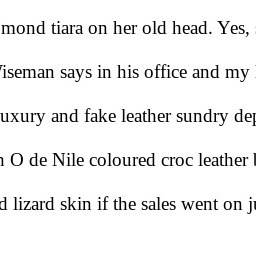 mond tiara on her old head. Yes,
iseman says in his office and my
uxury and fake leather sundry dep
O de Nile coloured croc leather
lizard skin if the sales went on ju